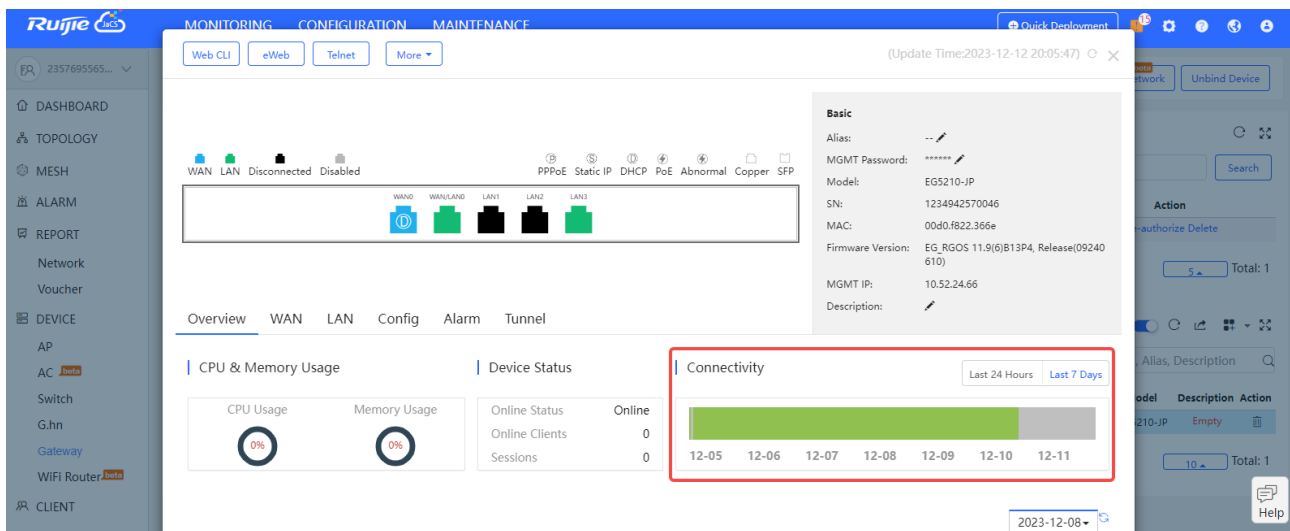 Ruijie JaCS MONITORING CONFIGURATION MAINTENANCE Quick Deployment 15
2357695565...
DASHBOARD
TOPOLOGY
MESH
ALARM
REPORT
Network
Voucher
DEVICE
AP
AC beta
Switch
G.hn
Gateway
WiFi Router beta
CLIENT
Web CLI eWeb Telnet More (Update Time:2023-12-12 20:05:47)
WAN LAN Disconnected Disabled PPPoE Static IP DHCP PoE Abnormal Copper SFP
WAN0 WAN/LAN0 LAN1 LAN2 LAN3
D
Basic
Alias: --
MGMT Password: ******
Model: EG5210-JP
SN: 1234942570046
MAC: 00d0.f822.366e
Firmware Version: EG_RGOS 11.9(6)B13P4, Release(09240
610)
MGMT IP: 10.52.24.66
Description:
Overview WAN LAN Config Alarm Tunnel
CPU & Memory Usage
CPU Usage Memory Usage
0% 0%
Device Status
Online Status Online
Online Clients 0
Sessions 0
Connectivity Last 24 Hours Last 7 Days
12-05 12-06 12-07 12-08 12-09 12-10 12-11
2023-12-08
beta
etwork Unbind Device
Search
Action
e-authorize Delete
5 Total: 1
, Alias, Description
odel Description Action
5210-JP Empty
10 Total: 1
Help